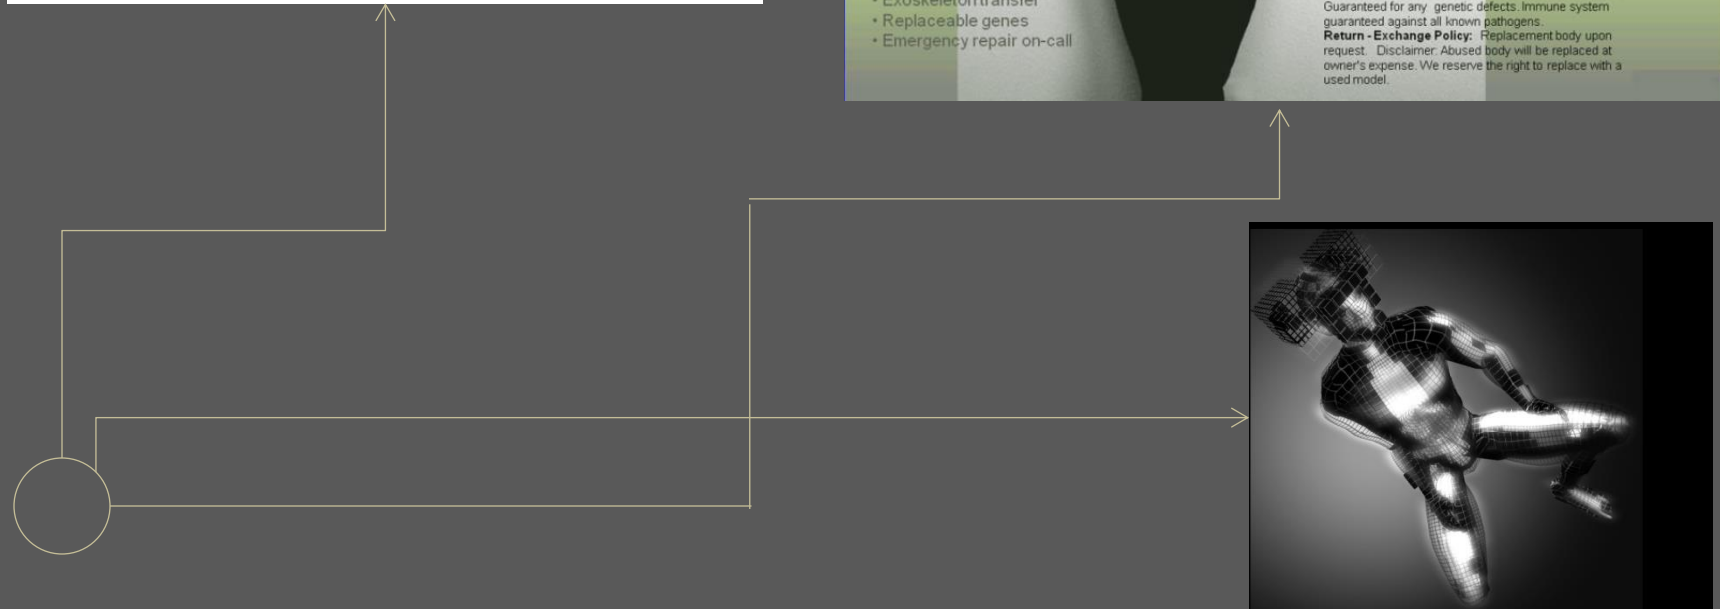 • Exoskeleton transfer
• Replaceable genes
• Emergency repair on-call
Guaranteed for any genetic defects. Immune system
guaranteed against all known pathogens.
Return - Exchange Policy: Replacement body upon
request. Disclaimer: Abused body will be replaced at
owner's expense. We reserve the right to replace with a
used model.